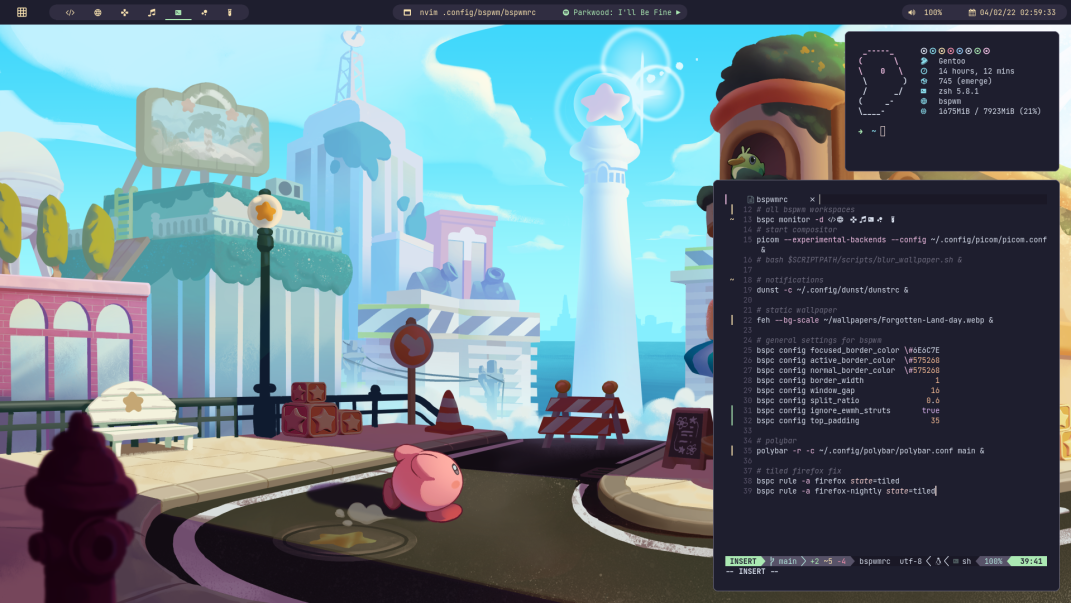 nvim .config/bspwm/bspwmrc
Parkwood: I'll Be Fine
100%
04/02/22 02:59:33
Gentoo
14 hours, 12 mins
745 (emerge)
zsh 5.8.1
bspwm
1675MiB / 7923MiB (21%)
~
bspwmrc ×
12 # all bspwm workspaces
~ 13 bspc monitor -d
14 # start compositor
15 picom --experimental-backends --config ~/.config/picom/picom.conf
&
16 # bash $SCRIPTPATH/scripts/blur_wallpaper.sh &
17
~ 18 # notifications
19 dunst -c ~/.config/dunst/dunstrc &
20
21 # static wallpaper
22 feh --bg-scale ~/wallpapers/Forgotten-Land-day.webp &
23
24 # general settings for bspwm
25 bspc config focused_border_color \#6E6C7E
26 bspc config active_border_color \#575268
27 bspc config normal_border_color \#575268
28 bspc config border_width 1
29 bspc config window_gap 16
30 bspc config split_ratio 0.6
31 bspc config ignore_ewmh_struts true
32 bspc config top_padding 35
33
34 # polybar
35 polybar -r -c ~/.config/polybar/polybar.conf main &
36
37 # tiled firefox fix
38 bspc rule -a firefox state=tiled
39 bspc rule -a firefox-nightly state=tiled
INSERT main +2 ~5 -4 bspwmrc utf-8 sh 100% 39:41
-- INSERT --